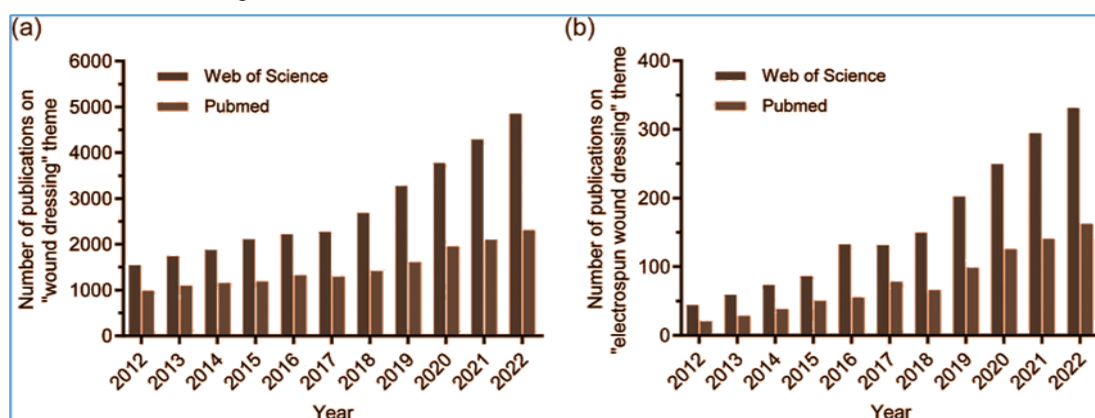 (a)
Number of publications on
"wound dressing" theme
6000
5000
4000
3000
2000
1000
0
Web of Science
Pubmed
2012
2013
2014
2015
2016
2017
2018
2019
2020
2021
2022
Year
(b)
Number of publications on
"electrospun wound dressing" theme
400
300
200
100
0
Web of Science
Pubmed
2012
2013
2014
2015
2016
2017
2018
2019
2020
2021
2022
Year